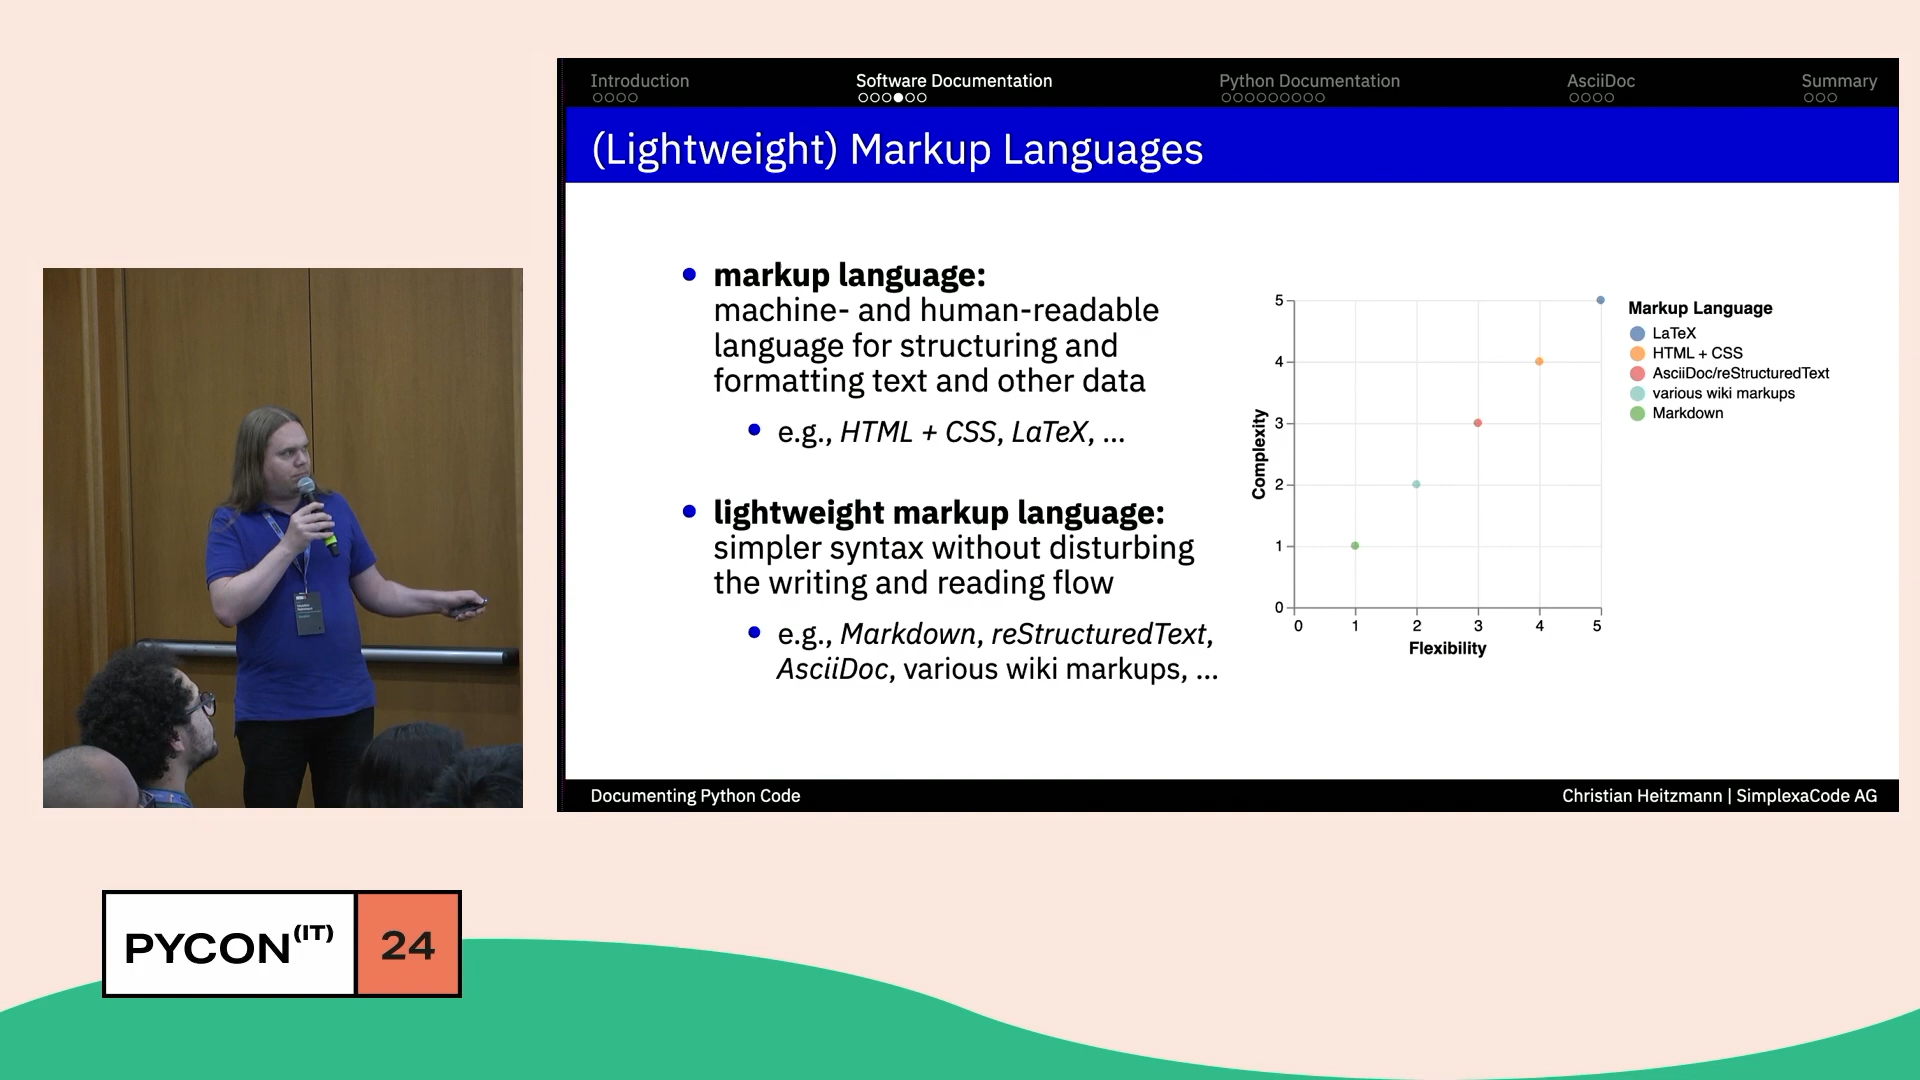 Introduction
Software Documentation
Python Documentation
AsciiDoc
Summary
(Lightweight) Markup Languages
• markup language:
machine- and human-readable
language for structuring and
formatting text and other data
• e.g., HTML + CSS, LaTeX, ...
• lightweight markup language:
simpler syntax without disturbing
the writing and reading flow
• e.g., Markdown, reStructuredText,
AsciiDoc, various wiki markups, ...
5
4
3
2
1
0
Complexity
0 1 2 3 4 5
Flexibility
Markup Language
LaTeX
HTML + CSS
AsciiDoc/reStructuredText
various wiki markups
Markdown
Documenting Python Code
Christian Heitzmann | SimplexaCode AG
PYCON(IT) 24